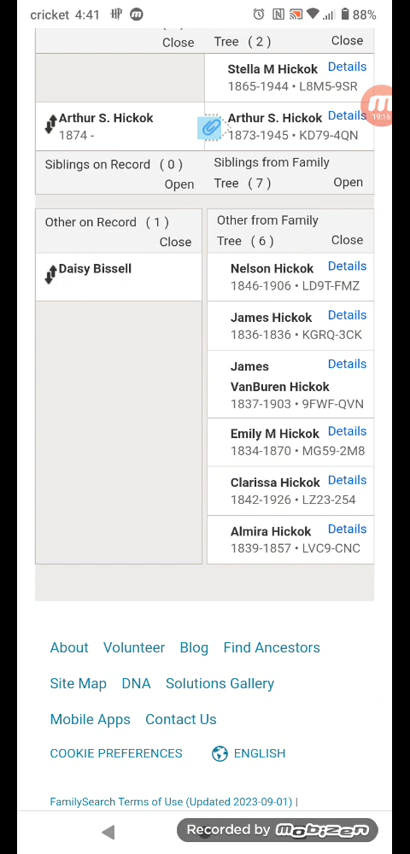 cricket 4:41 88%
Close Tree ( 2 ) Close
Stella M Hickok Details
1865-1944 • L8M5-9SR
Arthur S. Hickok
1874 -
Arthur S. Hickok Details
1873-1945 • KD79-4QN
19:16
Siblings on Record ( 0 )
Open
Siblings from Family
Tree ( 7 ) Open
Other on Record ( 1 )
Close
Other from Family
Tree ( 6 ) Close
Daisy Bissell
Nelson Hickok Details
1846-1906 • LD9T-FMZ
James Hickok Details
1836-1836 • KGRQ-3CK
James Details
VanBuren Hickok
1837-1903 • 9FWF-QVN
Emily M Hickok Details
1834-1870 • MG59-2M8
Clarissa Hickok Details
1842-1926 • LZ23-254
Almira Hickok Details
1839-1857 • LVC9-CNC
About Volunteer Blog Find Ancestors
Site Map DNA Solutions Gallery
Mobile Apps Contact Us
COOKIE PREFERENCES ENGLISH
FamilySearch Terms of Use (Updated 2023-09-01) |
Recorded by mobizen